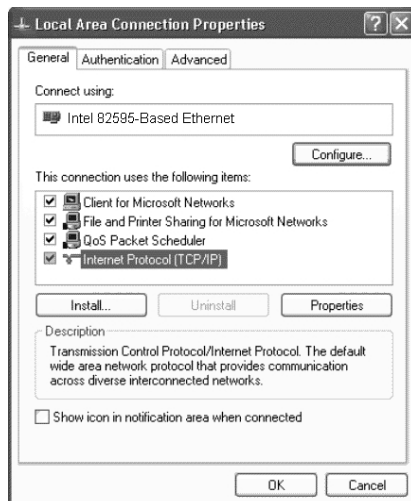 Local Area Connection Properties
General Authentication Advanced
Connect using:
Intel 82595-Based Ethernet
Configure...
This connection uses the following items:
Client for Microsoft Networks
File and Printer Sharing for Microsoft Networks
QoS Packet Scheduler
Internet Protocol (TCP/IP)
Install... Uninstall Properties
Description
Transmission Control Protocol/Internet Protocol. The default
wide area network protocol that provides communication
across diverse interconnected networks.
Show icon in notification area when connected
OK Cancel